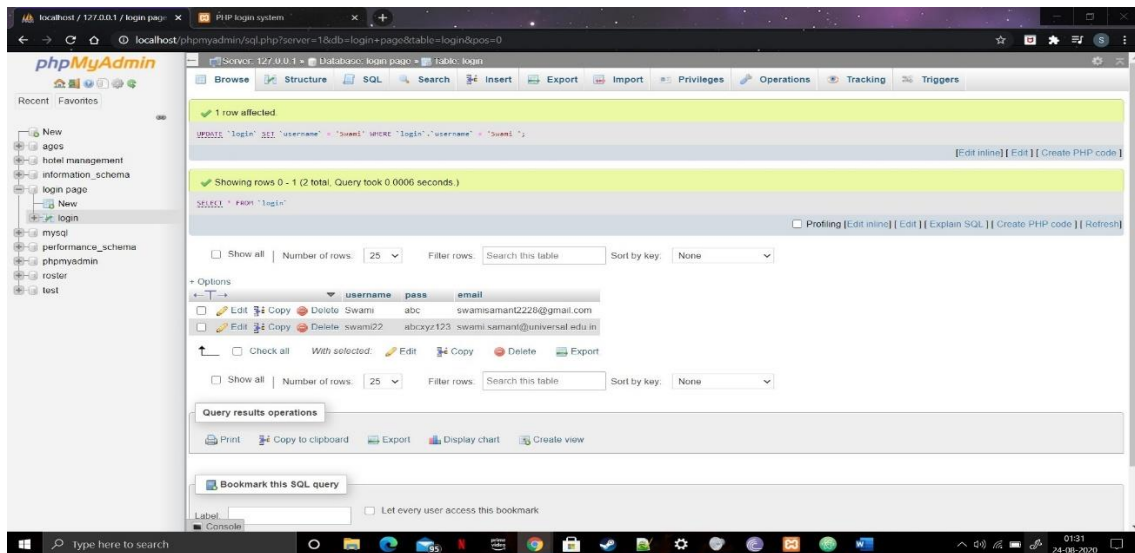 localhost / 127.0.0.1 / login page
PHP login system
localhost/phpmyadmin/sql.php?server=1&db=login+page&table=login&pos=0
phpMyAdmin
Recent Favorites
New
ages
hotel management
information_schema
login page
New
login
mysql
performance_schema
phpmyadmin
roster
test
Server: 127.0.0.1 » Database: login page » Table: login
Browse Structure SQL Search Insert Export Import Privileges Operations Tracking Triggers
1 row affected.
UPDATE `login` SET `username` = 'Swami' WHERE `login`.`username` = 'Swami ';
[Edit inline] [ Edit ] [ Create PHP code ]
Showing rows 0 - 1 (2 total, Query took 0.0006 seconds.)
SELECT * FROM `login`
Profiling [Edit inline] [ Edit ] [ Explain SQL ] [ Create PHP code ] [ Refresh]
Show all | Number of rows: 25 Filter rows: Search this table Sort by key: None
+ Options
←T→ username pass email
Edit Copy Delete Swami abc swamisamant2228@gmail.com
Edit Copy Delete swami22 abcxyz123 swami.samant@universal.edu.in
Check all With selected: Edit Copy Delete Export
Show all | Number of rows: 25 Filter rows: Search this table Sort by key: None
Query results operations
Print Copy to clipboard Export Display chart Create view
Bookmark this SQL query
Label: Let every user access this bookmark
Console
Type here to search
95
prime video
01:31
24-08-2020